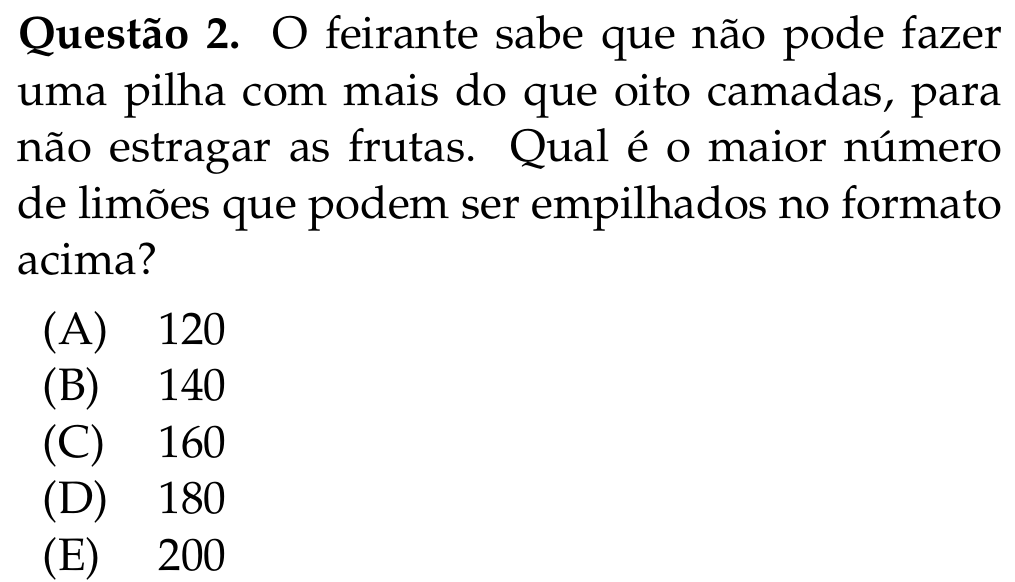 Questão 2. O feirante sabe que não pode fazer
uma pilha com mais do que oito camadas, para
não estragar as frutas. Qual é o maior número
de limões que podem ser empilhados no formato
acima?
(A) 120
(B) 140
(C) 160
(D) 180
(E) 200